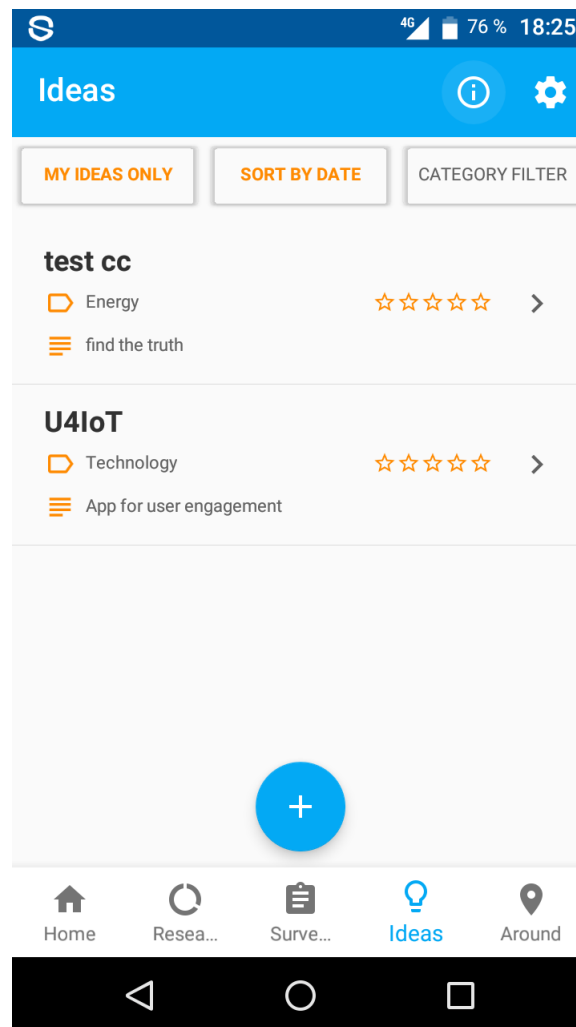 4G 76 % 18:25
Ideas
MY IDEAS ONLY SORT BY DATE CATEGORY FILTER
test cc
Energy
find the truth
U4IoT
Technology
App for user engagement
Home Resea... Surve... Ideas Around